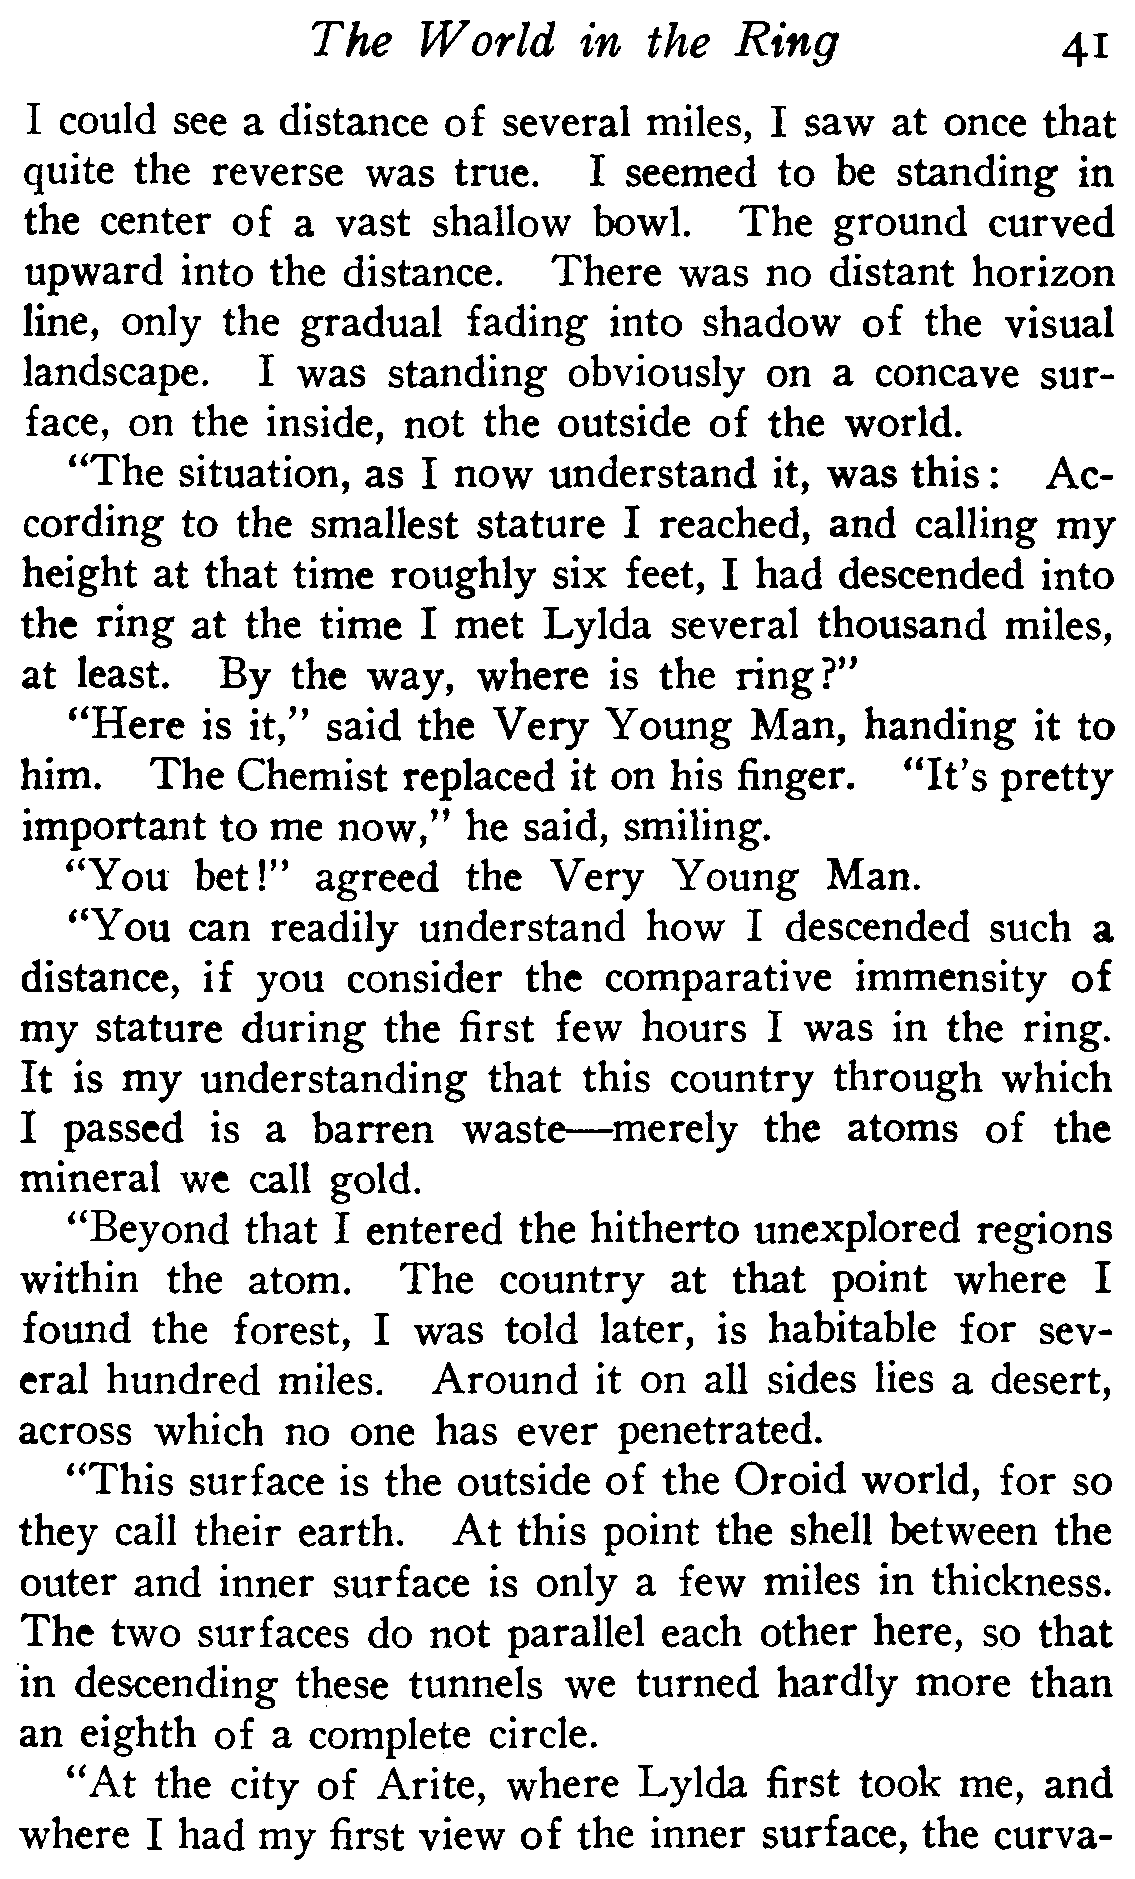 The World in the Ring 41
I could see a distance of several miles, I saw at once that
quite the reverse was true. I seemed to be standing in
the center of a vast shallow bowl. The ground curved
upward into the distance. There was no distant horizon
line, only the gradual fading into shadow of the visual
landscape. I was standing obviously on a concave sur-
face, on the inside, not the outside of the world.
“The situation, as I now understand it, was this: Ac-
cording to the smallest stature I reached, and calling my
height at that time roughly six feet, I had descended into
the ring at the time I met Lylda several thousand miles,
at least. By the way, where is the ring?”
“Here is it,” said the Very Young Man, handing it to
him. The Chemist replaced it on his finger. “It's pretty
important to me now,” he said, smiling.
“You bet!” agreed the Very Young Man.
“You can readily understand how I descended such a
distance, if you consider the comparative immensity of
my stature during the first few hours I was in the ring.
It is my understanding that this country through which
I passed is a barren waste—merely the atoms of the
mineral we call gold.
“Beyond that I entered the hitherto unexplored regions
within the atom. The country at that point where I
found the forest, I was told later, is habitable for sev-
eral hundred miles. Around it on all sides lies a desert,
across which no one has ever penetrated.
“This surface is the outside of the Oroid world, for so
they call their earth. At this point the shell between the
outer and inner surface is only a few miles in thickness.
The two surfaces do not parallel each other here, so that
in descending these tunnels we turned hardly more than
an eighth of a complete circle.
“At the city of Arite, where Lylda first took me, and
where I had my first view of the inner surface, the curva-